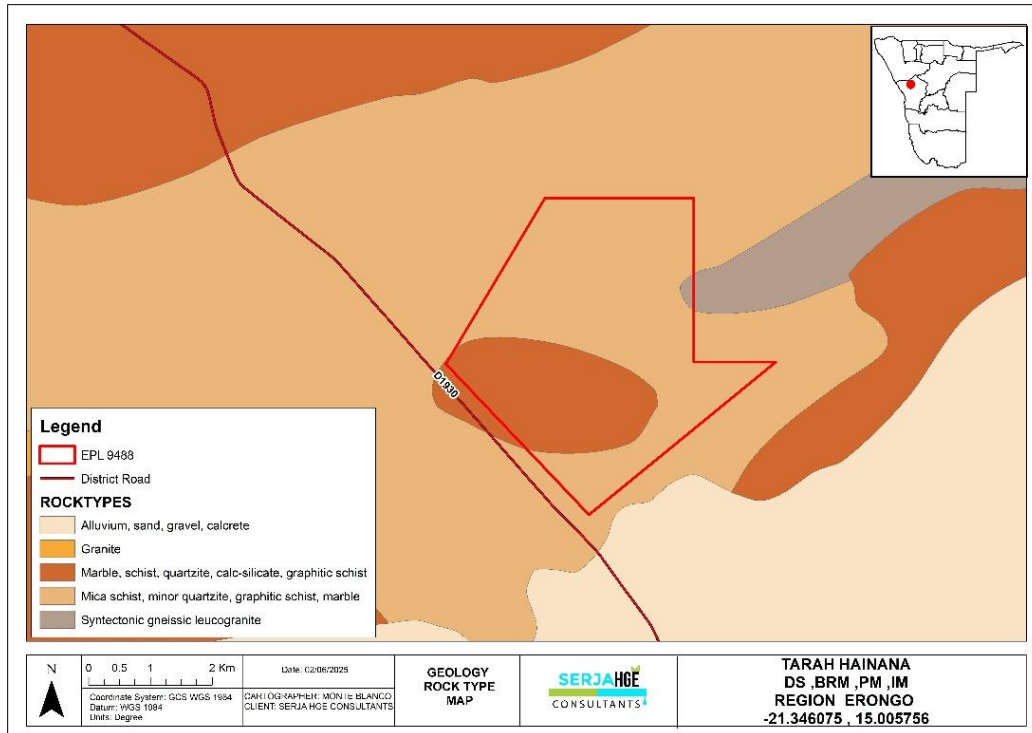 D1930
Legend
EPL 9488
District Road
ROCKTYPES
Alluvium, sand, gravel, calcrete
Granite
Marble, schist, quartzite, calc-silicate, graphitic schist
Mica schist, minor quartzite, graphitic schist, marble
Syntectonic gneissic leucogranite
N
0 0.5 1 2 Km
Coordinate System: GCS WGS 1984
Datum: WGS 1984
Units: Degree
Date: 02/06/2025
CARTOGRAPHER: MONTE BLANCO
CLIENT: SERJA HGE CONSULTANTS
GEOLOGY
ROCK TYPE
MAP
SERJAHGE
CONSULTANTS
TARAH HAINANA
DS ,BRM ,PM ,IM
REGION ERONGO
-21.346075 , 15.005756